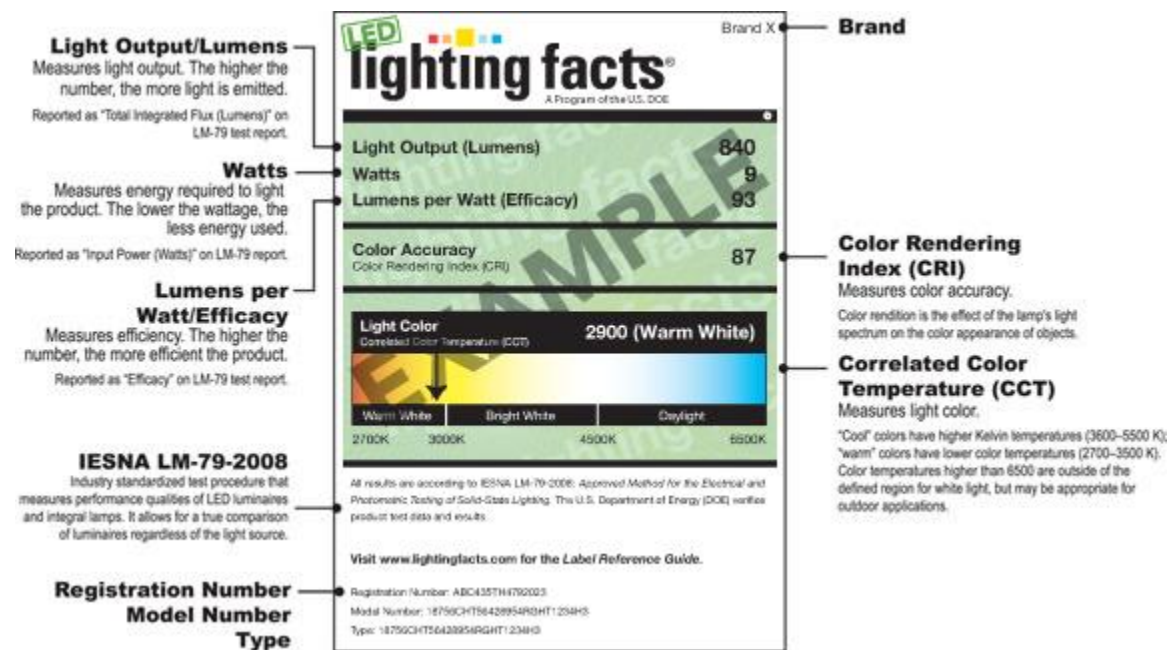 Light Output/Lumens
Measures light output. The higher the
number, the more light is emitted.
Reported as “Total Integrated Flux (Lumens)” on
LM-79 test report.
Watts
Measures energy required to light
the product. The lower the wattage, the
less energy used.
Reported as “Input Power (Watts)” on LM-79 report.
Lumens per
Watt/Efficacy
Measures efficiency. The higher the
number, the more efficient the product.
Reported as “Efficacy” on LM-79 test report.
IESNA LM-79-2008
Industry standardized test procedure that
measures performance qualities of LED luminaires
and integral lamps. It allows for a true comparison
of luminaires regardless of the light source.
Registration Number
Model Number
Type
LED
Brand X
lighting facts®
A Program of the U.S. DOE
Light Output (Lumens) 840
Watts 9
Lumens per Watt (Efficacy) 93
Color Accuracy
Color Rendering Index (CRI) 87
Light Color
Correlated Color Temperature (CCT) 2900 (Warm White)
Warm White Bright White Daylight
2700K 3000K 4500K 6500K
EXAMPLE
All results are according to IESNA LM-79-2008: Approved Method for the Electrical and
Photometric Testing of Solid-State Lighting. The U.S. Department of Energy (DOE) verifies
product test data and results.
Visit www.lightingfacts.com for the Label Reference Guide.
Registration Number: ABC435TH4792023
Model Number: 18756CHT56428954RGHT1234H3
Type: 18756CHT56428954RGHT1234H3
Brand
Color Rendering
Index (CRI)
Measures color accuracy.
Color rendition is the effect of the lamp's light
spectrum on the color appearance of objects.
Correlated Color
Temperature (CCT)
Measures light color.
“Cool” colors have higher Kelvin temperatures (3600–5500 K);
“warm” colors have lower color temperatures (2700–3500 K).
Color temperatures higher than 6500 are outside of the
defined region for white light, but may be appropriate for
outdoor applications.